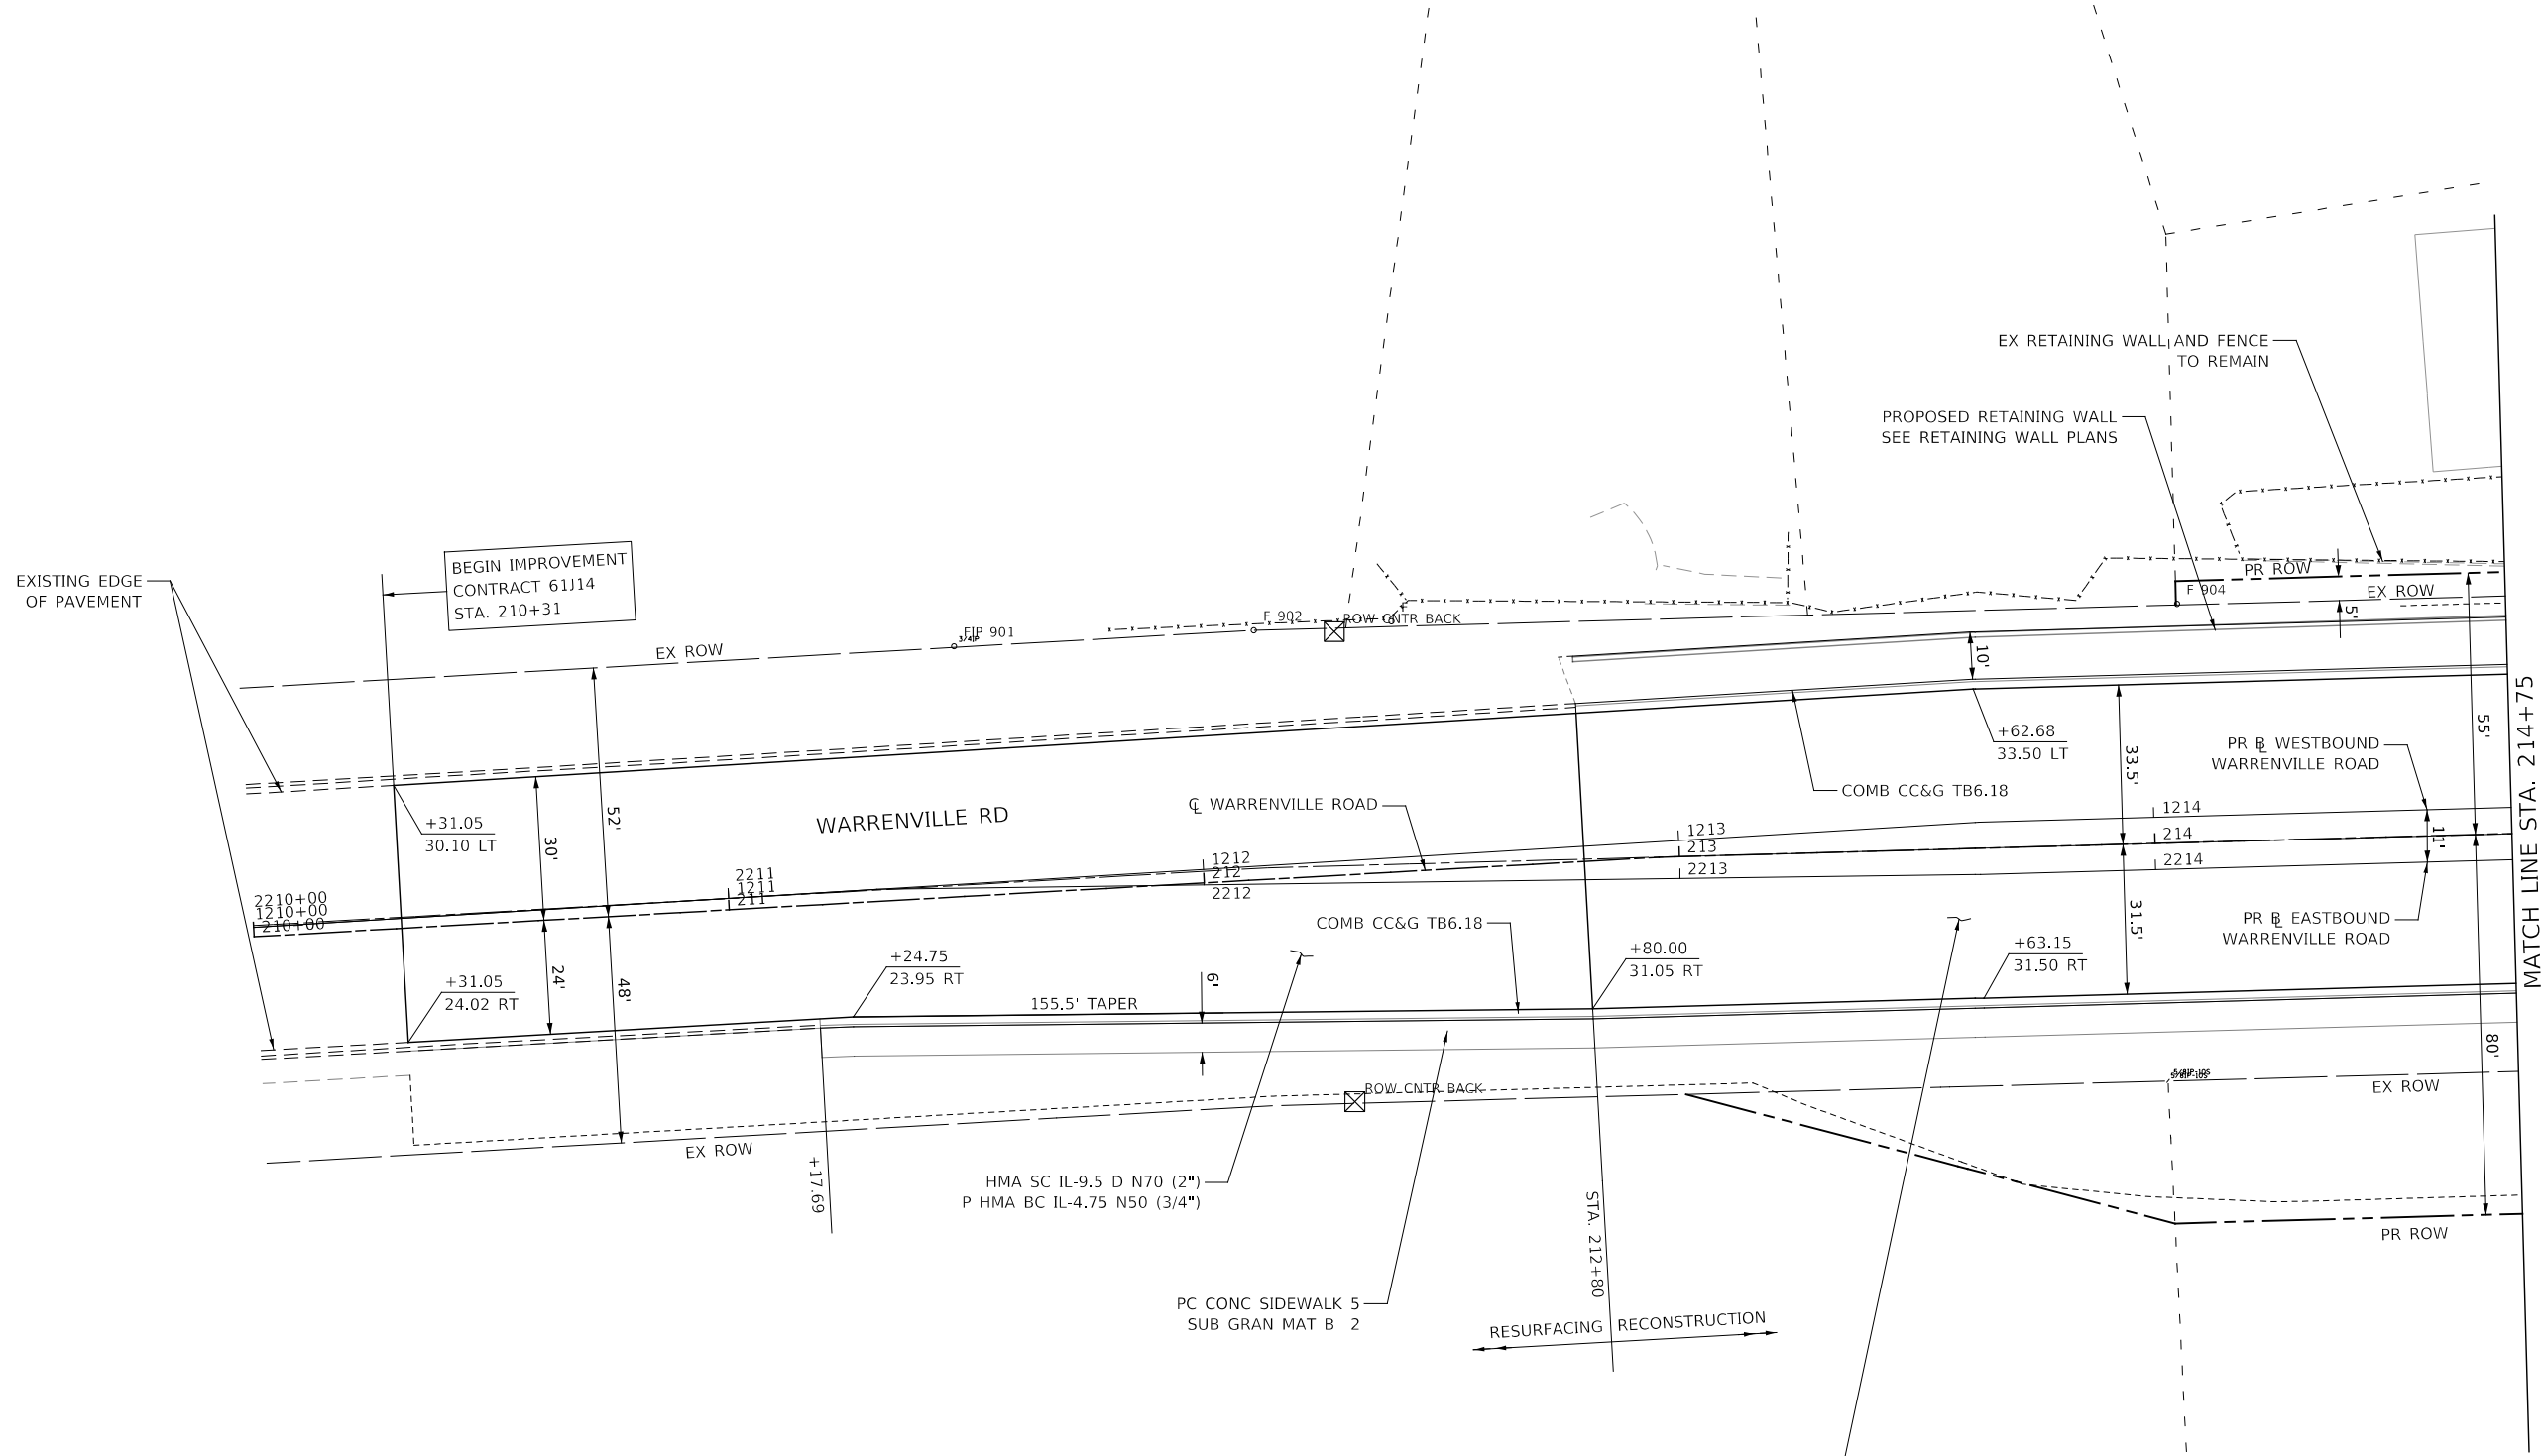 EX RETAINING WALL AND FENCE
TO REMAIN
PROPOSED RETAINING WALL
SEE RETAINING WALL PLANS
BEGIN IMPROVEMENT
CONTRACT 61J14
STA. 210+31
EXISTING EDGE
OF PAVEMENT
PR ROW
EX ROW
F 904
5'
FIP 901
3/4IP
F 902
ROW CNTR BACK
EX ROW
10'
+62.68
33.50 LT
33.5'
PR BL WESTBOUND
WARRENVILLE ROAD
55'
MATCH LINE STA. 214+75
COMB CC&G TB6.18
CL WARRENVILLE ROAD
WARRENVILLE RD
+31.05
30.10 LT
30'
52'
2210+00
1210+00
210+00
2211
1211
211
1212
212
2212
1213
213
2213
1214
214
2214
11'
31.5'
PR BL EASTBOUND
WARRENVILLE ROAD
COMB CC&G TB6.18
+24.75
23.95 RT
+80.00
31.05 RT
+63.15
31.50 RT
+31.05
24.02 RT
24'
48'
6'
155.5' TAPER
80'
ROW CNTR BACK
EX ROW
EX ROW
PR ROW
+17.69
HMA SC IL-9.5 D N70 (2")
P HMA BC IL-4.75 N50 (3/4")
STA. 212+80
PC CONC SIDEWALK 5
SUB GRAN MAT B 2
RESURFACING
RECONSTRUCTION